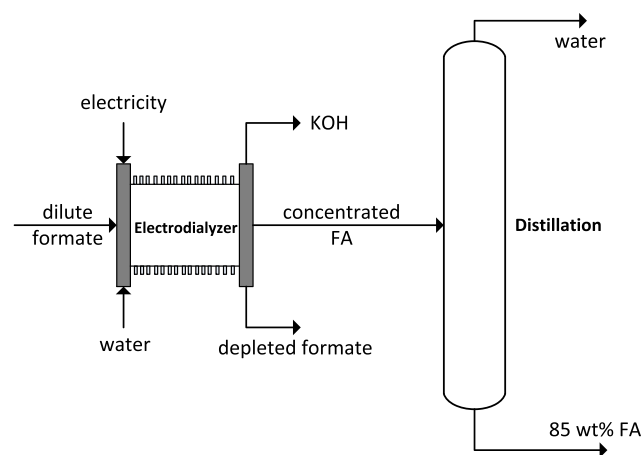 water
electricity
KOH
dilute
formate
Electrodialyzer
concentrated
FA
Distillation
water
depleted formate
85 wt% FA